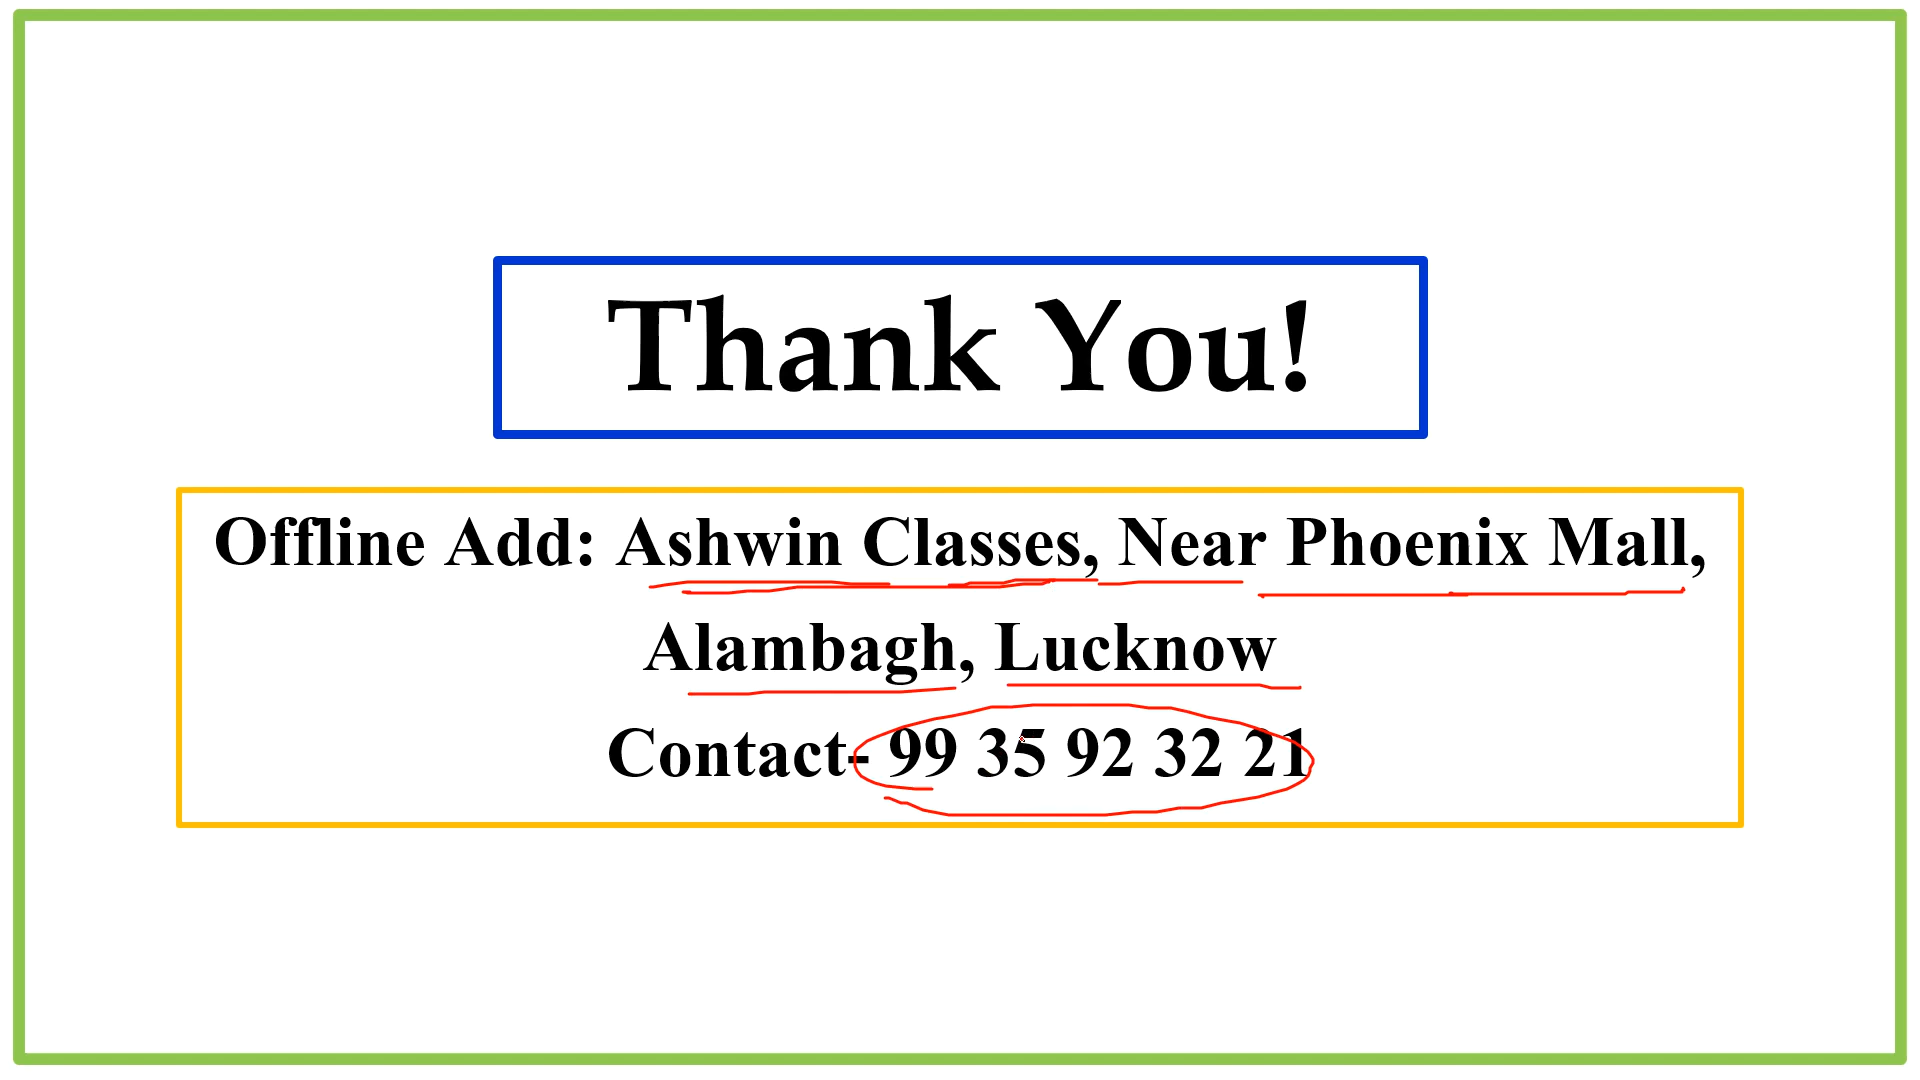 Thank You!
Offline Add: Ashwin Classes, Near Phoenix Mall,
Alambagh, Lucknow
Contact- 99 35 92 32 21